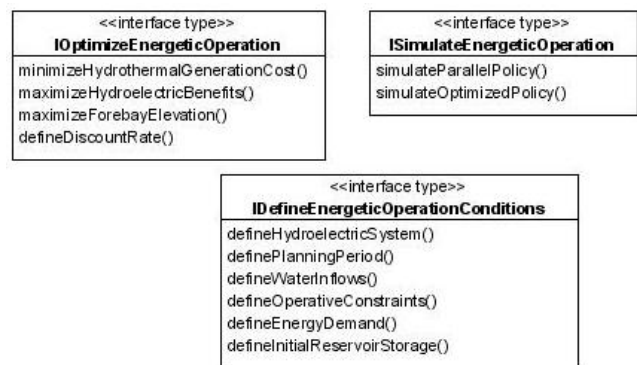 <<interface type>>
IOptimizeEnergeticOperation
minimizeHydrothermalGenerationCost()
maximizeHydroelectricBenefits()
maximizeForebayElevation()
defineDiscountRate()
<<interface type>>
ISimulateEnergeticOperation
simulateParallelPolicy()
simulateOptimizedPolicy()
<<interface type>>
IDefineEnergeticOperationConditions
defineHydroelectricSystem()
definePlanningPeriod()
defineWaterInflows()
defineOperativeConstraints()
defineEnergyDemand()
defineInitialReservoirStorage()